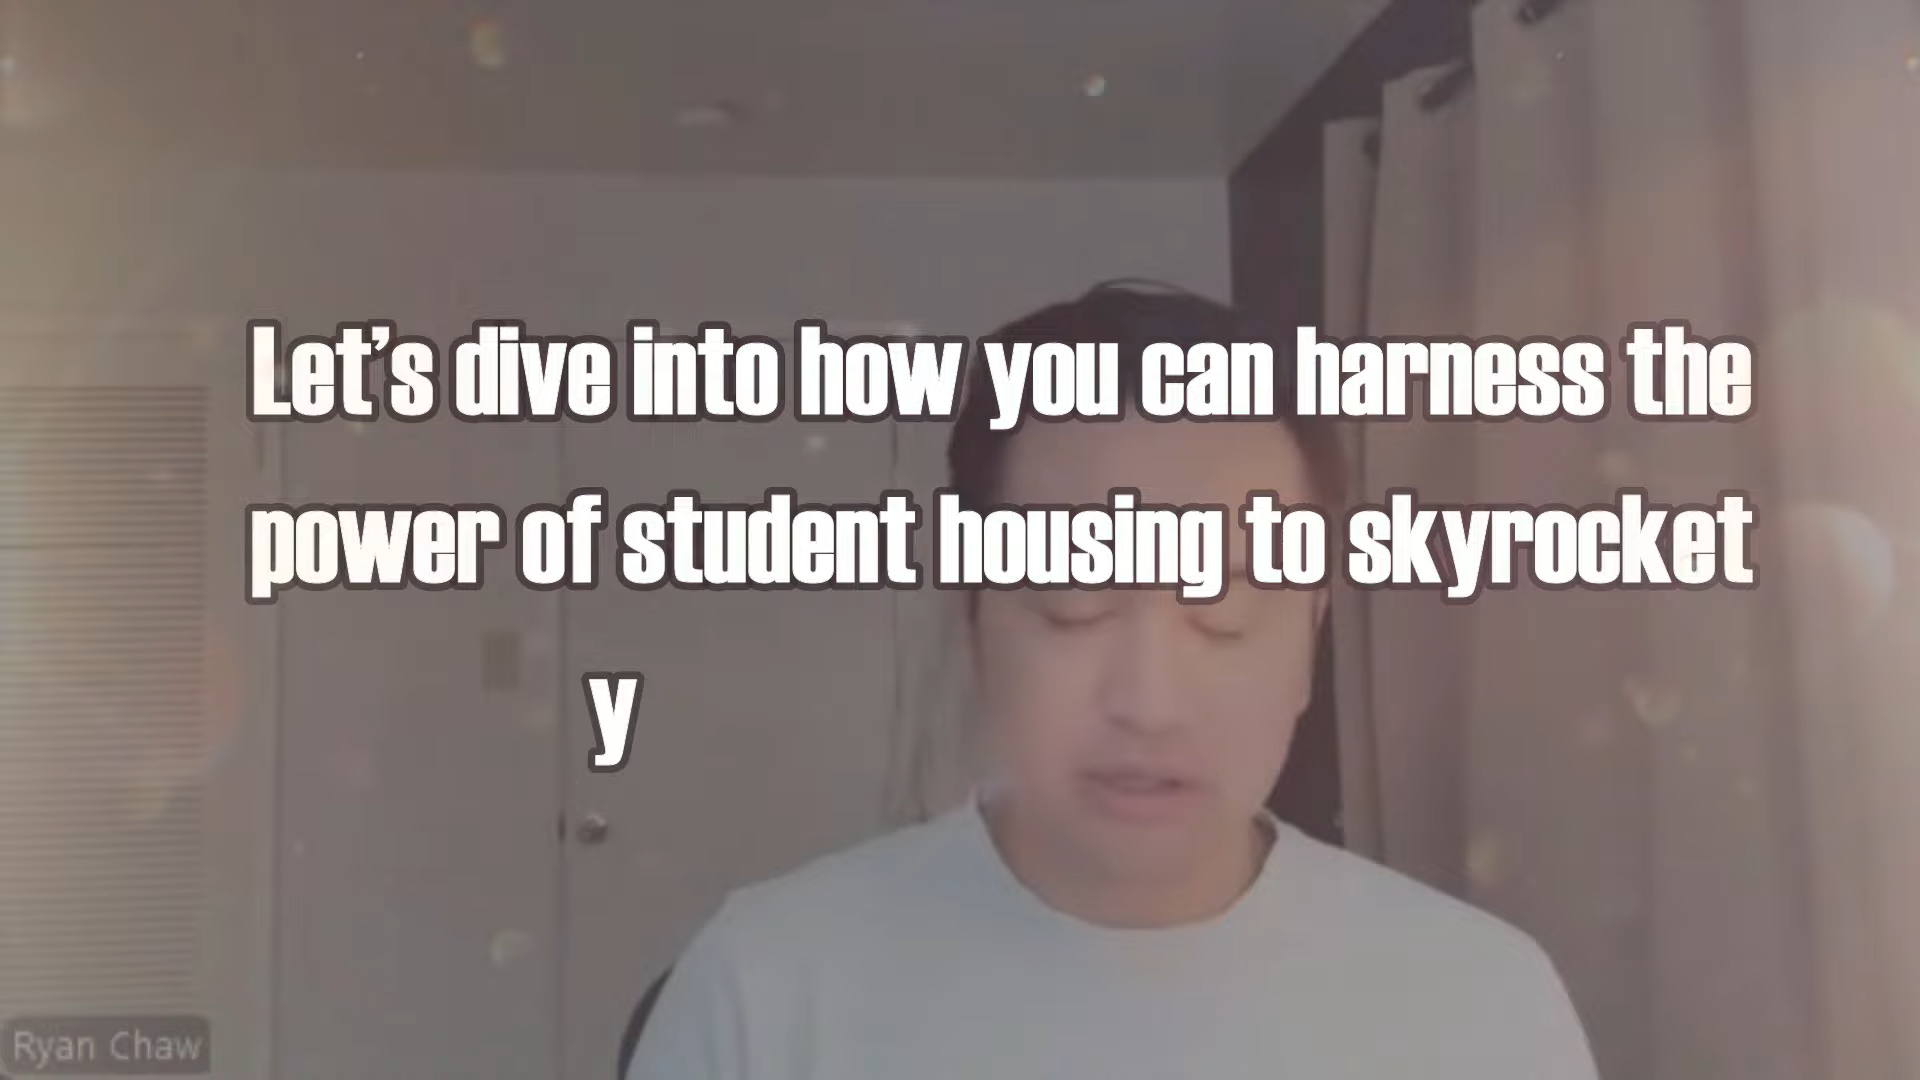 Let's dive into how you can harness the
power of student housing to skyrocket
y
Ryan Chaw